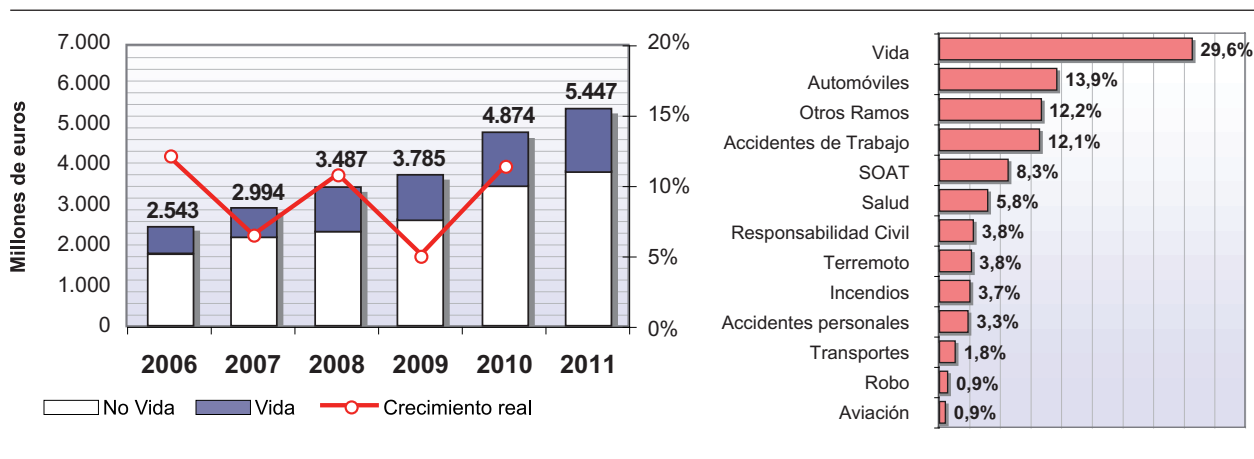 7.000
6.000
5.000
4.000
3.000
2.000
1.000
0
Millones de euros
20%
15%
10%
5%
0%
2.543
2.994
3.487
3.785
4.874
5.447
2006 2007 2008 2009 2010 2011
No Vida Vida Crecimiento real
Vida 29,6%
Automóviles 13,9%
Otros Ramos 12,2%
Accidentes de Trabajo 12,1%
SOAT 8,3%
Salud 5,8%
Responsabilidad Civil 3,8%
Terremoto 3,8%
Incendios 3,7%
Accidentes personales 3,3%
Transportes 1,8%
Robo 0,9%
Aviación 0,9%